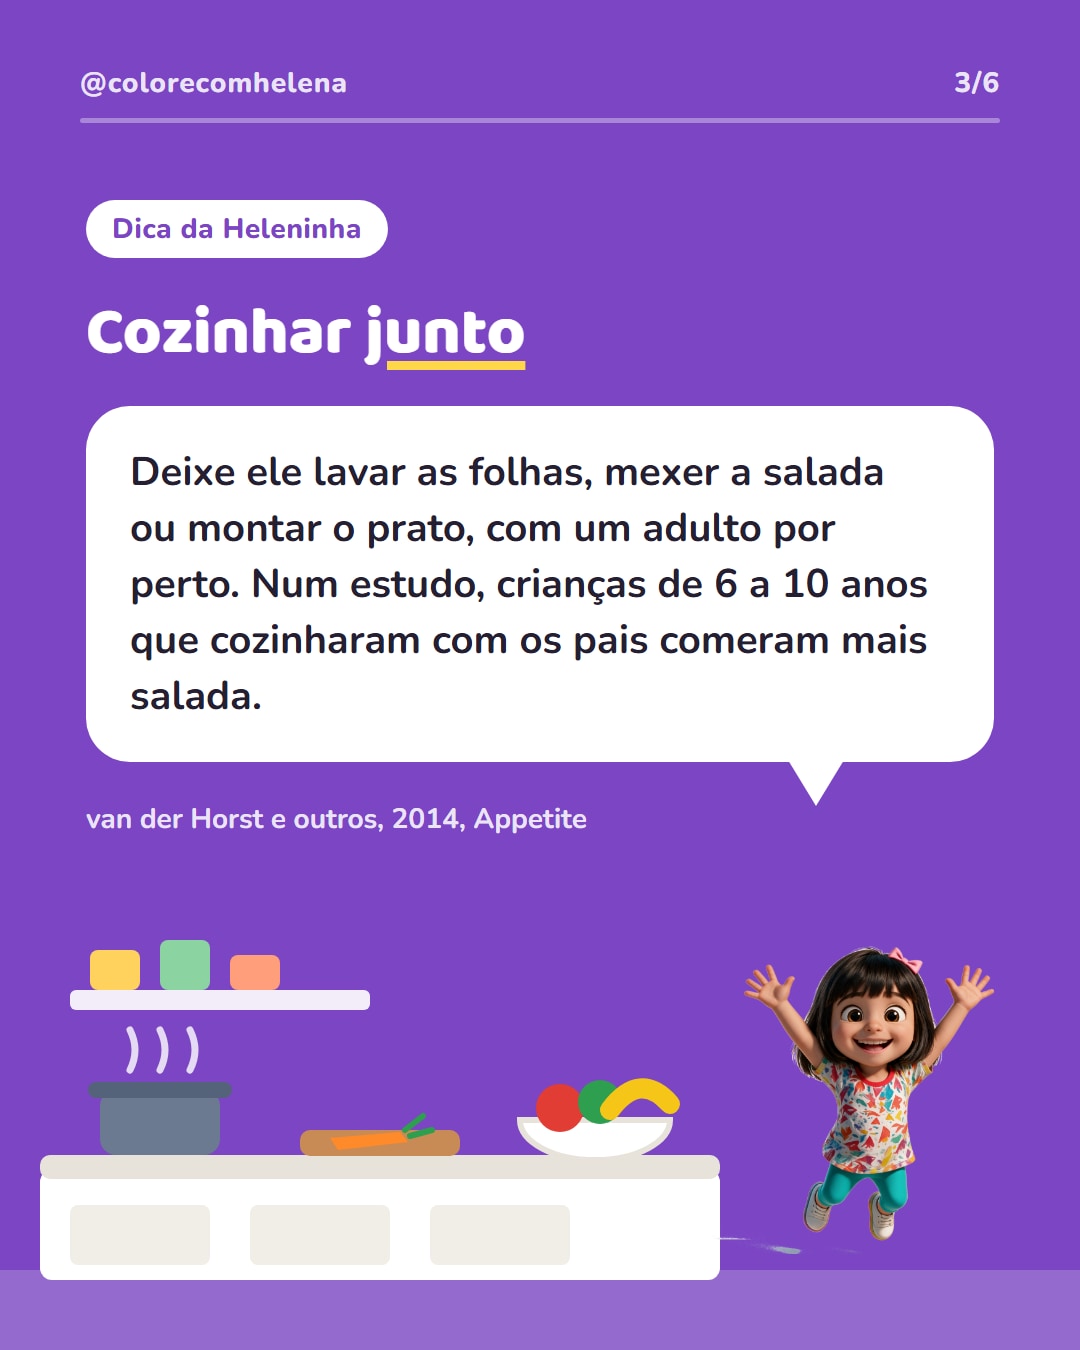 @colorecomhelena
3/6
Dica da Heleninha
Cozinhar junto
Deixe ele lavar as folhas, mexer a salada
ou montar o prato, com um adulto por
perto. Num estudo, crianças de 6 a 10 anos
que cozinharam com os pais comeram mais
salada.
van der Horst e outros, 2014, Appetite